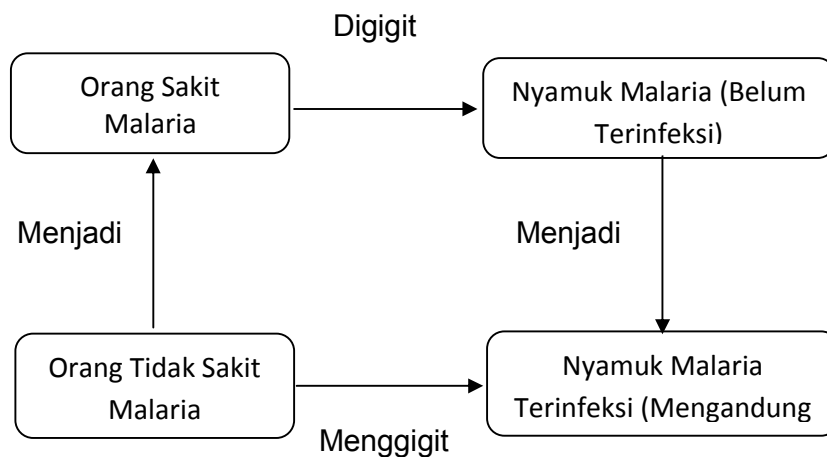 Digigit
Orang Sakit
Malaria
Nyamuk Malaria (Belum
Terinfeksi)
Menjadi
Menjadi
Orang Tidak Sakit
Malaria
Nyamuk Malaria
Terinfeksi (Mengandung
Menggigit